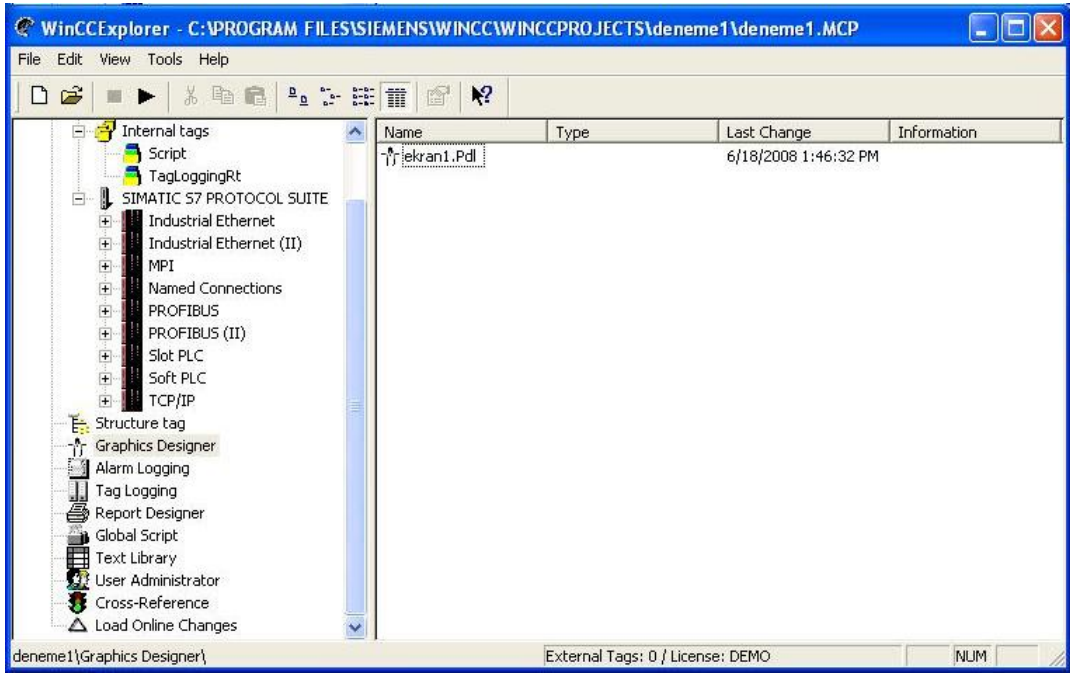 WinCCExplorer - C:\PROGRAM FILES\SIEMENS\WINCC\WINCCPROJECTS\deneme1\deneme1.MCP
File Edit View Tools Help
Internal tags
Script
TagLoggingRt
SIMATIC S7 PROTOCOL SUITE
Industrial Ethernet
Industrial Ethernet (II)
MPI
Named Connections
PROFIBUS
PROFIBUS (II)
Slot PLC
Soft PLC
TCP/IP
Structure tag
Graphics Designer
Alarm Logging
Tag Logging
Report Designer
Global Script
Text Library
User Administrator
Cross-Reference
Load Online Changes
Name Type Last Change Information
ekran1.Pdl 6/18/2008 1:46:32 PM
deneme1\Graphics Designer\ External Tags: 0 / License: DEMO NUM